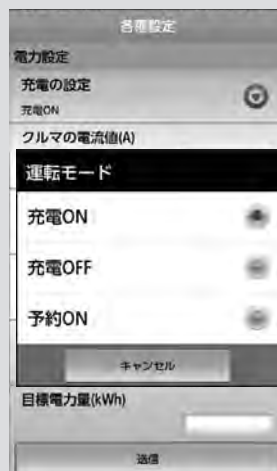 各種設定
電力設定
充電の設定
充電ON
クルマの電流値(A)
運転モード
充電ON
充電OFF
予約ON
キャンセル
目標電力量(kWh)
送信